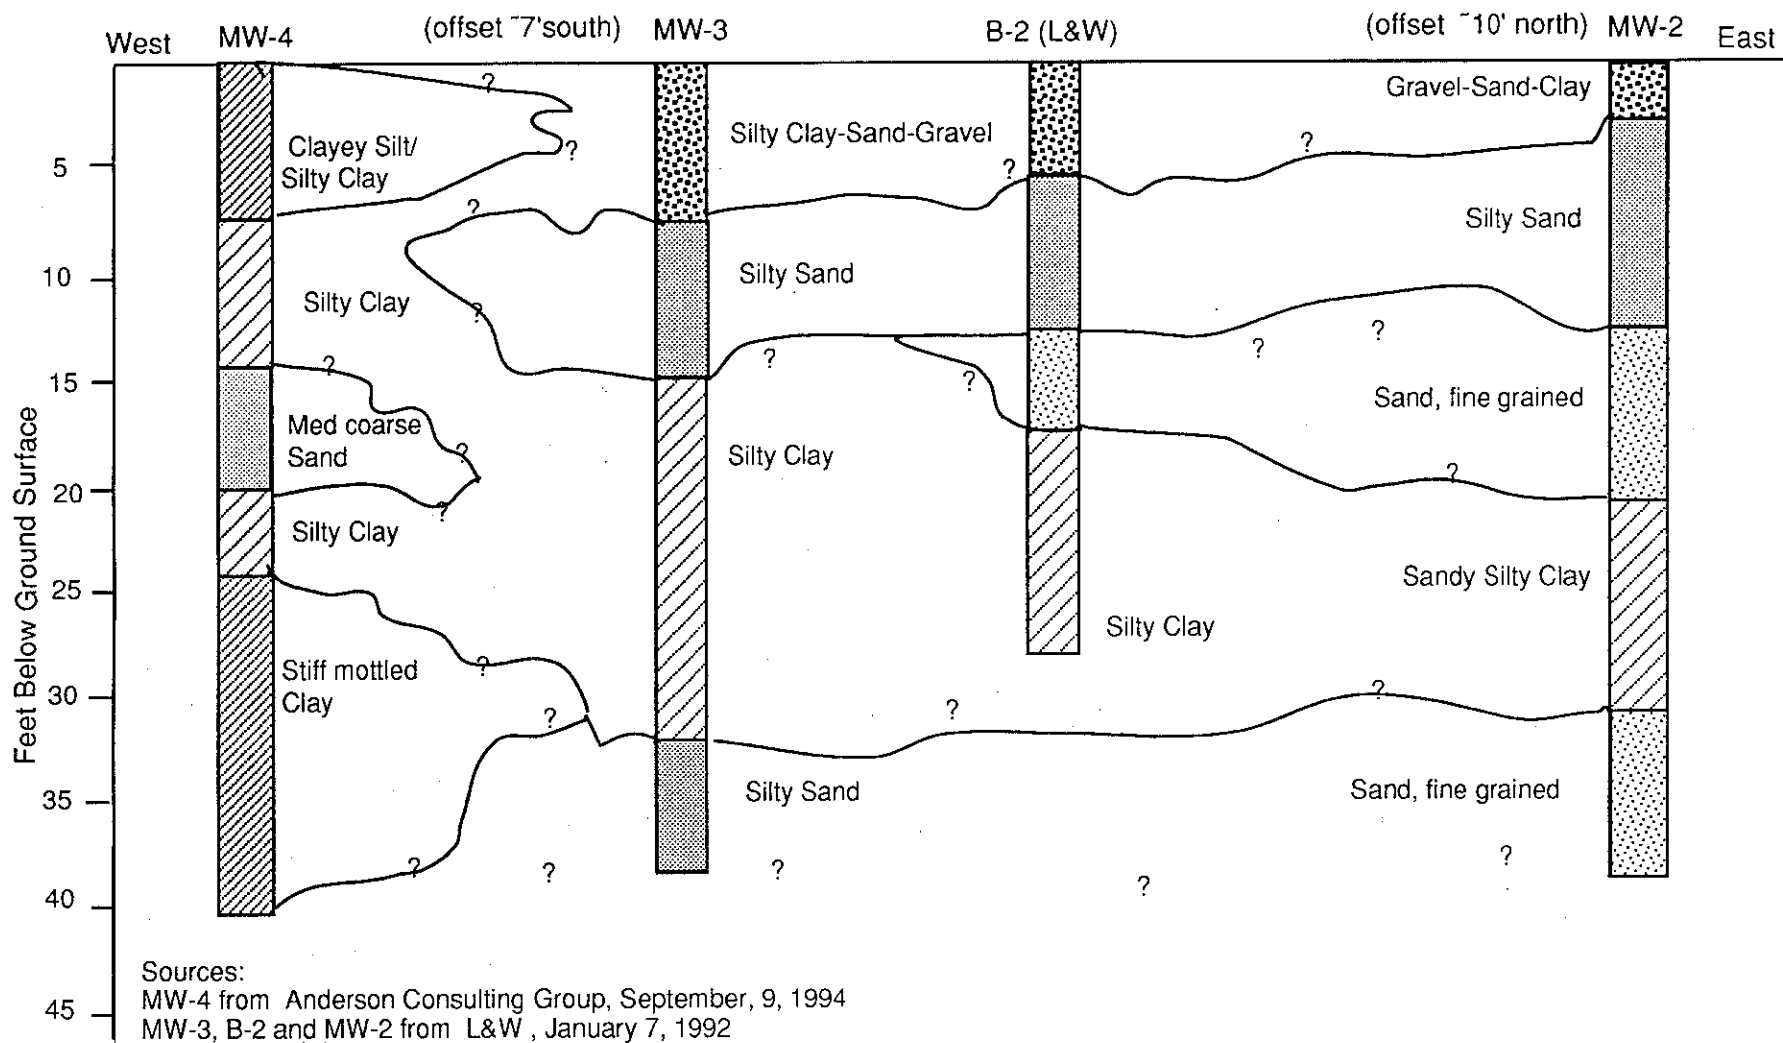 West MW-4 (offset ~7'south) MW-3 B-2 (L&W) (offset ~10' north) MW-2 East
Gravel-Sand-Clay
?
Silty Clay-Sand-Gravel
Clayey Silt/
Silty Clay
?
?
?
5
?
Silty Sand
10
Silty Sand
Silty Clay
?
?
?
?
?
15
?
Sand, fine grained
Med coarse
Sand
?
Silty Clay
?
20
?
Silty Clay
Sandy Silty Clay
25
Silty Clay
Stiff mottled
Clay
?
?
30
?
?
Silty Sand
Sand, fine grained
35
?
?
?
?
?
40
Feet Below Ground Surface
Sources:
MW-4 from Anderson Consulting Group, September, 9, 1994
45
MW-3, B-2 and MW-2 from L&W , January 7, 1992